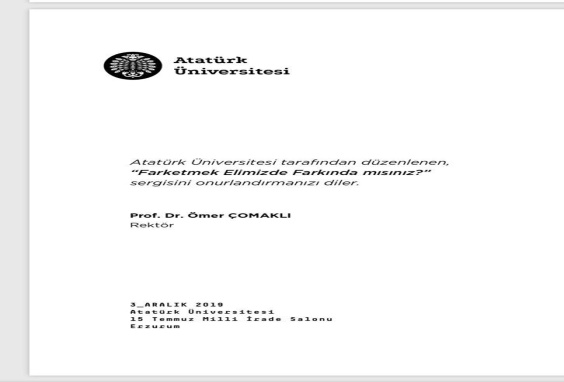 Atatürk
Üniversitesi
Atatürk Üniversitesi tarafından düzenlenen,
“Farketmek Elimizde Farkında mısınız?”
sergisini onurlandırmanızı diler.
Prof. Dr. Ömer ÇOMAKLI
Rektör
3_ARALIK 2019
Atatürk Üniversitesi
15 Temmuz Milli İrade Salonu
Erzurum